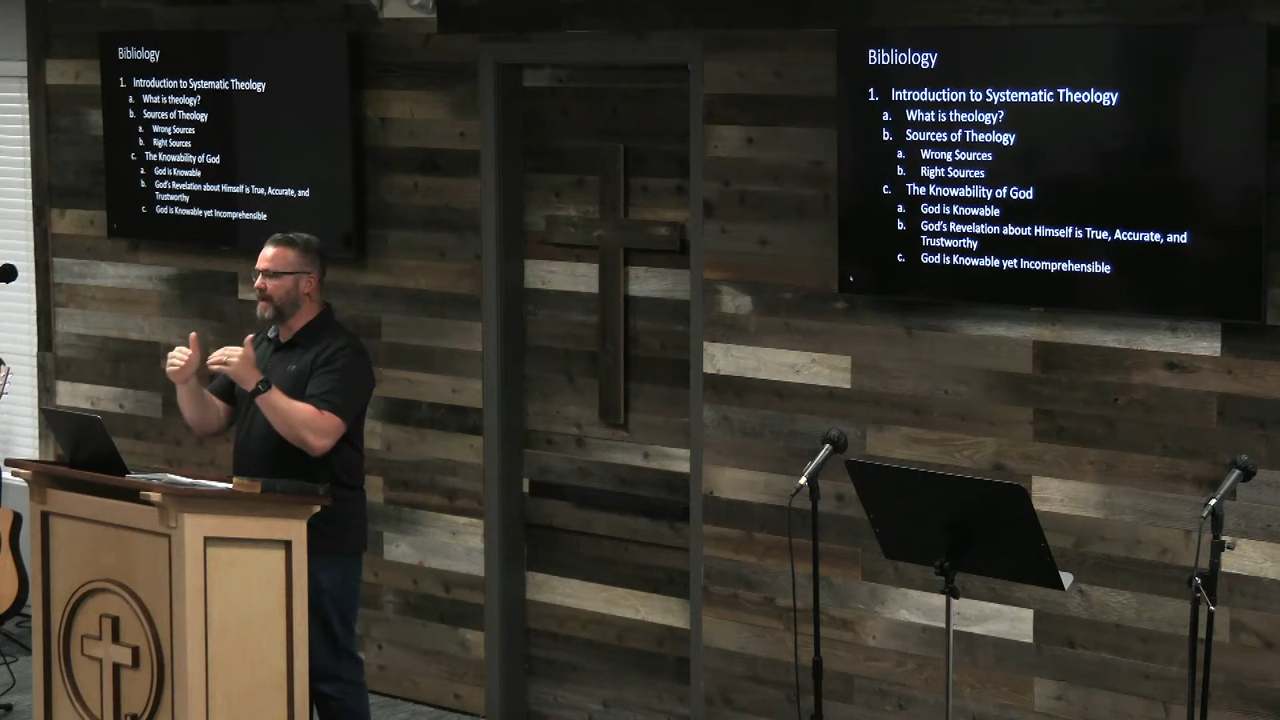 Bibliology
1. Introduction to Systematic Theology
a. What is theology?
b. Sources of Theology
a. Wrong Sources
b. Right Sources
c. The Knowability of God
a. God is Knowable
b. God's Revelation about Himself is True, Accurate, and
Trustworthy
c. God is Knowable yet Incomprehensible
Bibliology
1. Introduction to Systematic Theology
a. What is theology?
b. Sources of Theology
a. Wrong Sources
b. Right Sources
c. The Knowability of God
a. God is Knowable
b. God's Revelation about Himself is True, Accurate, and
Trustworthy
c. God is Knowable yet Incomprehensible